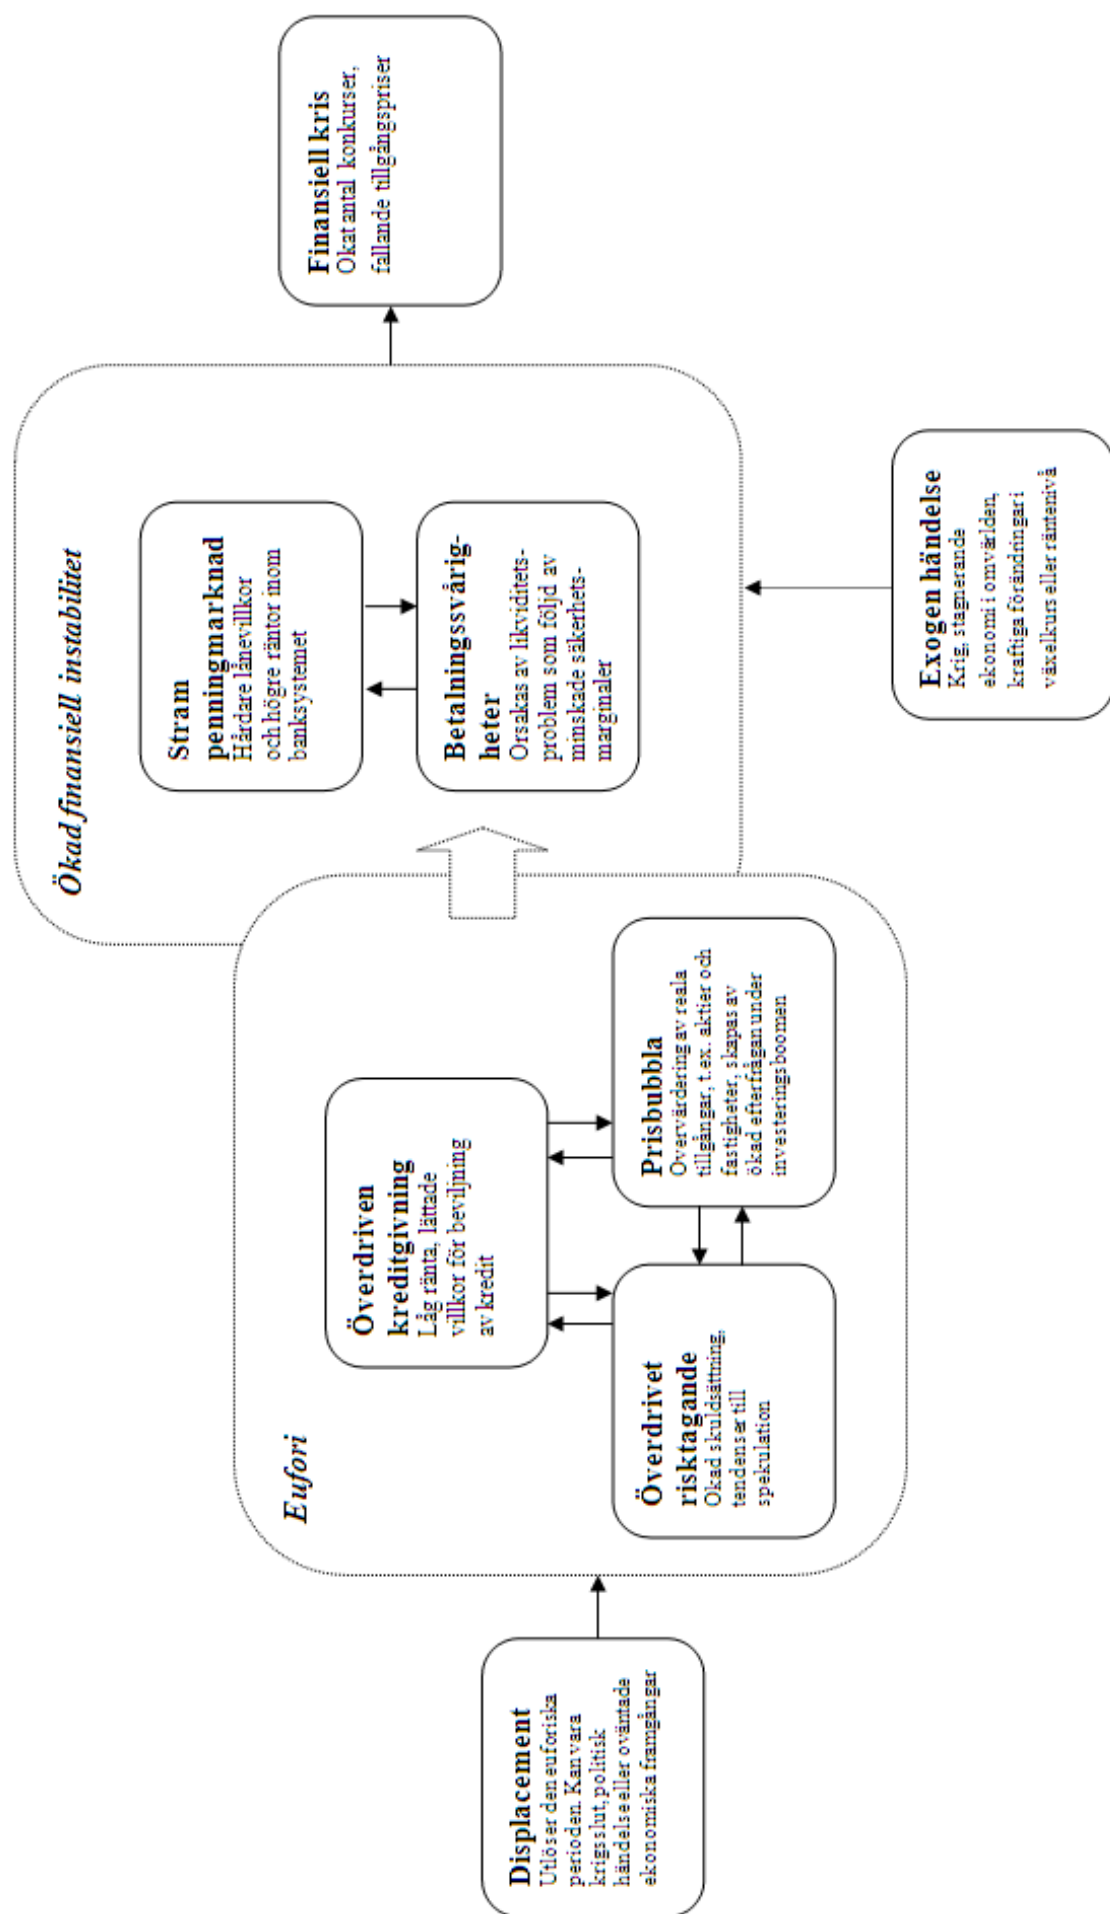 Displacement
Utlöser den euforiska
perioden. Kan vara
krigsslut, politisk
händelse eller oväntade
ekonomiska framgångar
Eufori
Överdriven
kreditgivning
Låg ränta, lättade
villkor för beviljning
av kredit
Överdrivet
risktagande
Okad skuldsättning,
tendenser till
spekulation
Prisbubbla
Overvärdering av reala
tillgångar, t.ex. aktier och
fastigheter, skapas av
ökad efterfrågan under
investeringsboomen
Ökad finansiell instabilitet
Stram
penningmarknad
Hårdare lånevillkor
och högre räntor inom
banksystemet
Betalningssvårig-
heter
Orsakas av likviditets-
problem som följd av
minskade säkerhets-
marginaler
Exogen händelse
Krig, stagnerande
ekonomi i omvärlden,
kraftiga förändringar i
växelkurs eller räntenivå
Finansiell kris
Okat antal konkurser,
fallande tillgångspriser